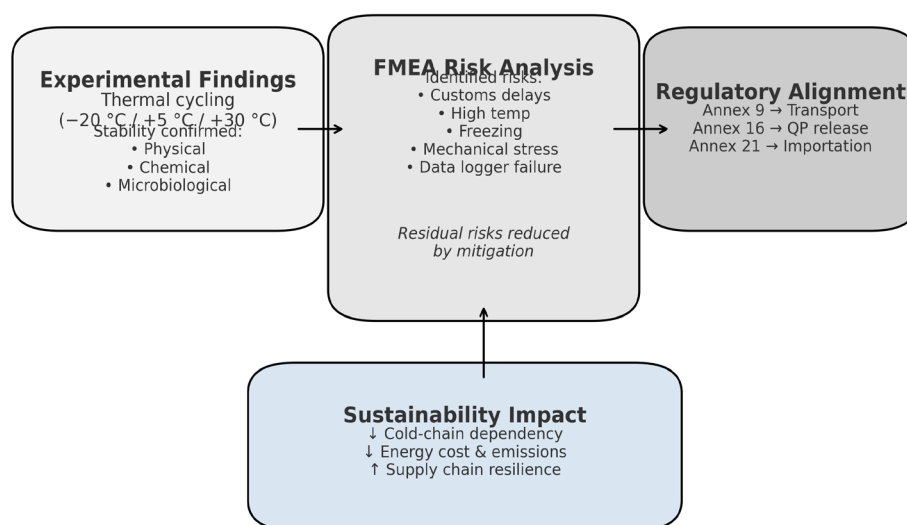 Experimental Findings
Thermal cycling
(−20 °C / +5 °C / +30 °C)
Stability confirmed:
• Physical
• Chemical
• Microbiological
FMEA Risk Analysis
Identified risks:
• Customs delays
• High temp
• Freezing
• Mechanical stress
• Data logger failure
Residual risks reduced
by mitigation
Regulatory Alignment
Annex 9 → Transport
Annex 16 → QP release
Annex 21 → Importation
Sustainability Impact
↓ Cold-chain dependency
↓ Energy cost & emissions
↑ Supply chain resilience